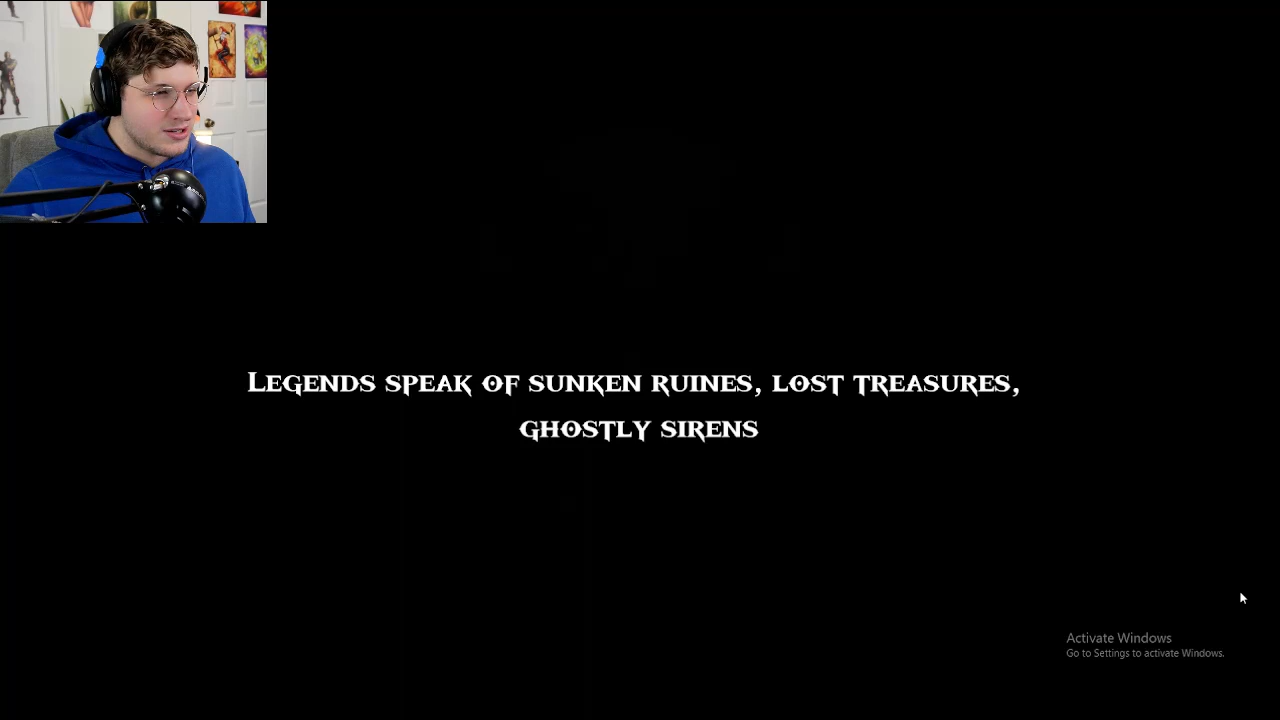 Legends speak of sunken ruines, lost treasures,
ghostly sirens
Activate Windows
Go to Settings to activate Windows.